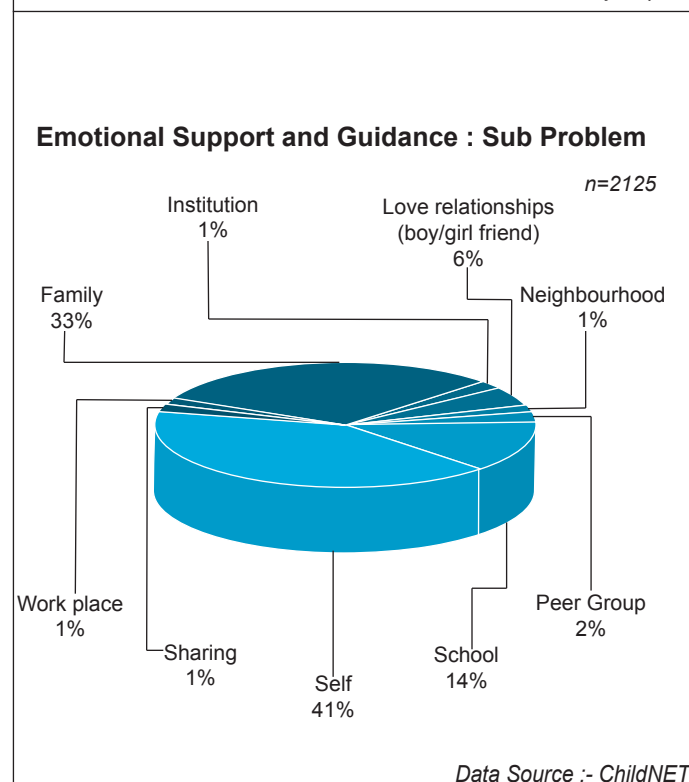 Emotional Support and Guidance : Sub Problem
n=2125
Institution
1%
Love relationships
(boy/girl friend)
6%
Family
33%
Neighbourhood
1%
Work place
1%
Sharing
1%
Self
41%
School
14%
Peer Group
2%
Data Source :- ChildNET